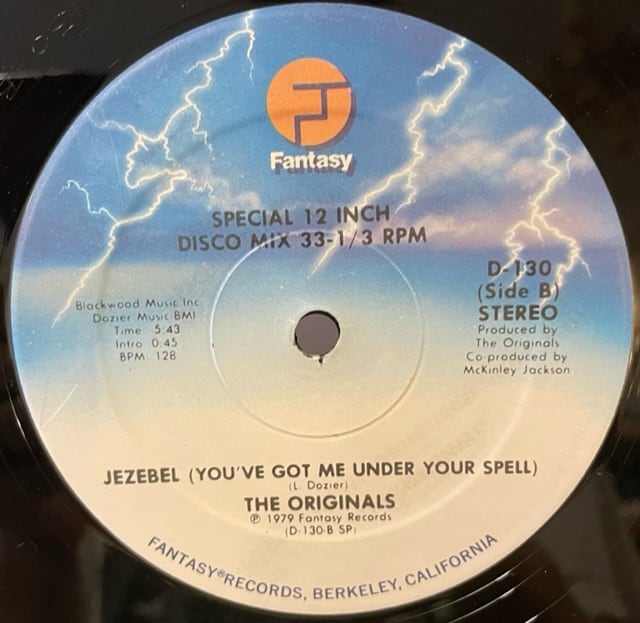 Fantasy
SPECIAL 12 INCH
DISCO MIX 33-1/3 RPM
Blackwood Music Inc
Dozier Music BMI
Time: 5:43
Intro 0:45
BPM: 128
D-130
(Side B)
STEREO
Produced by
The Originals
Co produced by
McKinley Jackson
JEZEBEL (YOU'VE GOT ME UNDER YOUR SPELL)
(L. Dozier)
THE ORIGINALS
℗ 1979 Fantasy Records
(D-130-B SP)
FANTASY® RECORDS, BERKELEY, CALIFORNIA